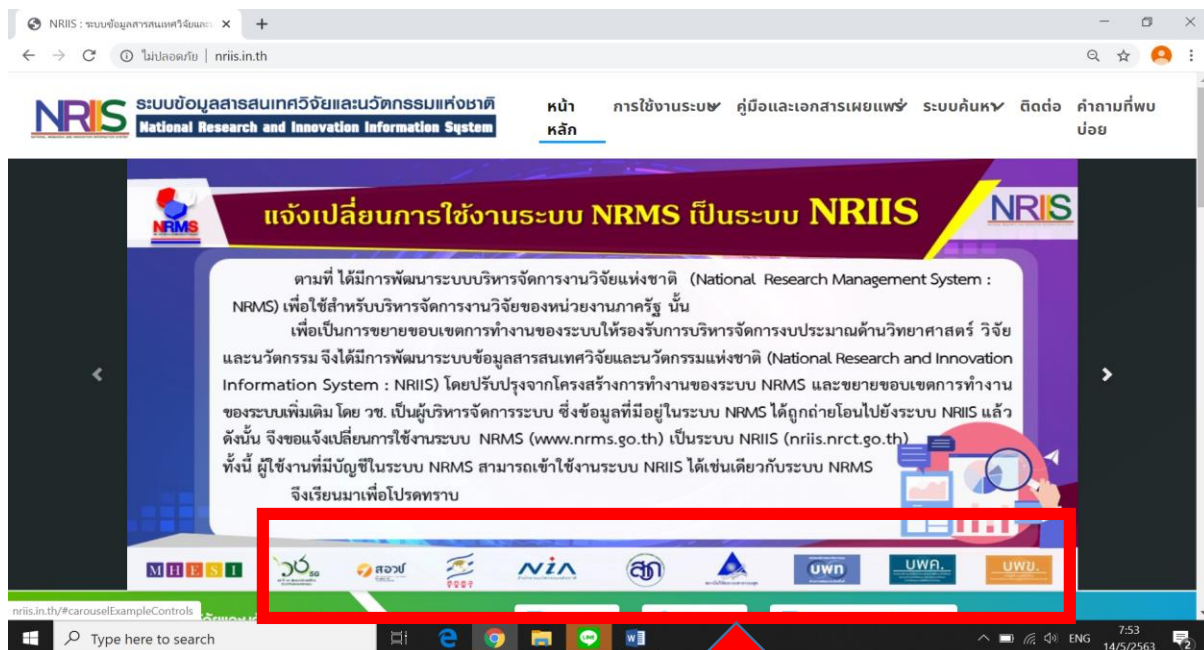 NRIIS : ระบบข้อมูลสารสนเทศวิจัยและ
ไม่ปลอดภัย | nriis.in.th
NRIIS
ระบบข้อมูลสารสนเทศวิจัยและนวัตกรรมแห่งชาติ
National Research and Innovation Information System
หน้า
หลัก
การใช้งานระบบ
คู่มือและเอกสารเผยแพร่
ระบบค้นหา
ติดต่อ
คำถามที่พบ
บ่อย
NRMS
แจ้งเปลี่ยนการใช้งานระบบ NRMS เป็นระบบ NRIIS
NRIIS
ตามที่ ได้มีการพัฒนาระบบบริหารจัดการงานวิจัยแห่งชาติ (National Research Management System :
NRMS) เพื่อใช้สำหรับบริหารจัดการงานวิจัยของหน่วยงานภาครัฐ นั้น
เพื่อเป็นการขยายขอบเขตการทำงานของระบบให้รองรับการบริหารจัดการงบประมาณด้านวิทยาศาสตร์ วิจัย
และนวัตกรรม จึงได้มีการพัฒนาระบบข้อมูลสารสนเทศวิจัยและนวัตกรรมแห่งชาติ (National Research and Innovation
Information System : NRIIS) โดยปรับปรุงจากโครงสร้างการทำงานของระบบ NRMS และขยายขอบเขตการทำงาน
ของระบบเพิ่มเติม โดย วช. เป็นผู้บริหารจัดการระบบ ซึ่งข้อมูลที่มีอยู่ในระบบ NRMS ได้ถูกถ่ายโอนไปยังระบบ NRIIS แล้ว
ดังนั้น จึงขอแจ้งเปลี่ยนการใช้งานระบบ NRMS (www.nrms.go.th) เป็นระบบ NRIIS (nriis.nrct.go.th)
ทั้งนี้ ผู้ใช้งานที่มีบัญชีในระบบ NRMS สามารถเข้าใช้งานระบบ NRIIS ได้เช่นเดียวกับระบบ NRMS
จึงเรียนมาเพื่อโปรดทราบ
MHESI
วช
สอวช
NIA
บพท
บพค.
บพข.
nriis.in.th/#carouselExampleControls
Type here to search
ENG
7:53
14/5/2563